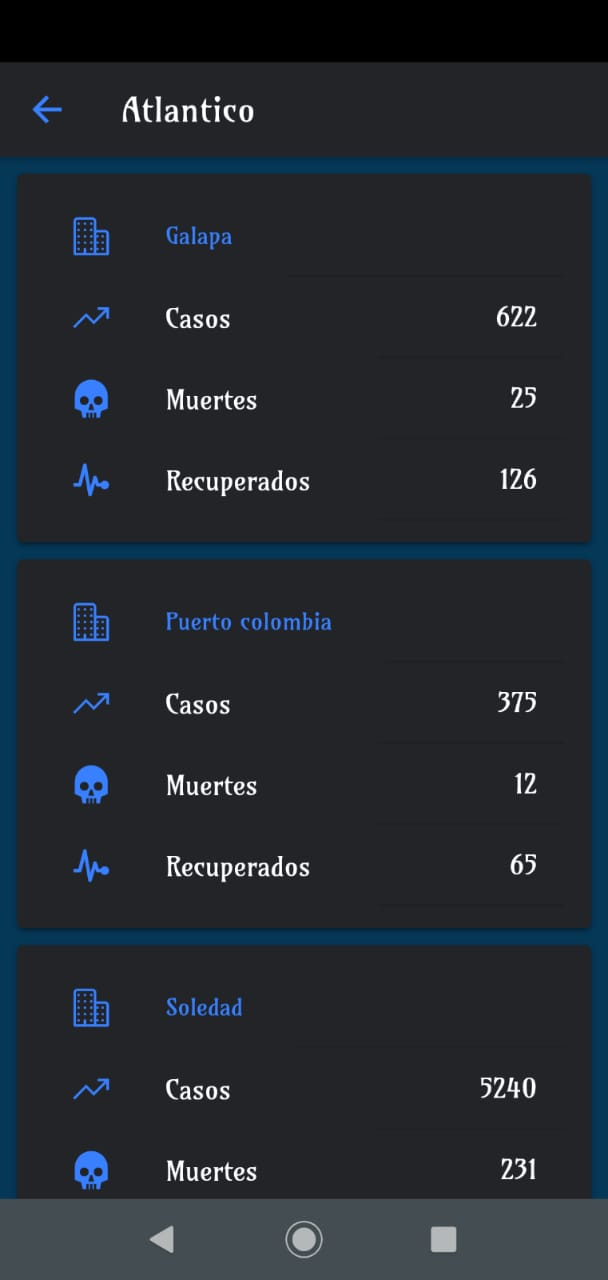 Atlantico
Galapa
Casos 622
Muertes 25
Recuperados 126
Puerto colombia
Casos 375
Muertes 12
Recuperados 65
Soledad
Casos 5240
Muertes 231